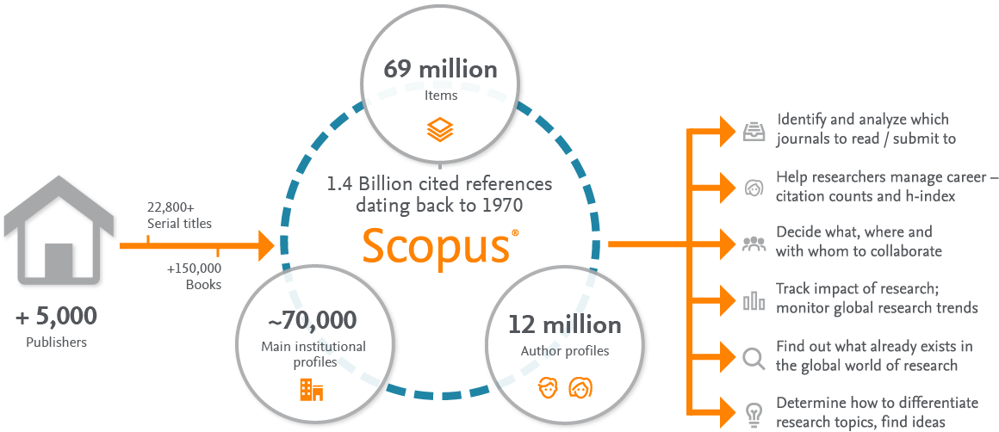 69 million
Items
1.4 Billion cited references
dating back to 1970
Scopus®
22,800+
Serial titles
+150,000
Books
+ 5,000
Publishers
~70,000
Main institutional
profiles
12 million
Author profiles
Identify and analyze which
journals to read / submit to
Help researchers manage career –
citation counts and h-index
Decide what, where and
with whom to collaborate
Track impact of research;
monitor global research trends
Find out what already exists in
the global world of research
Determine how to differentiate
research topics, find ideas